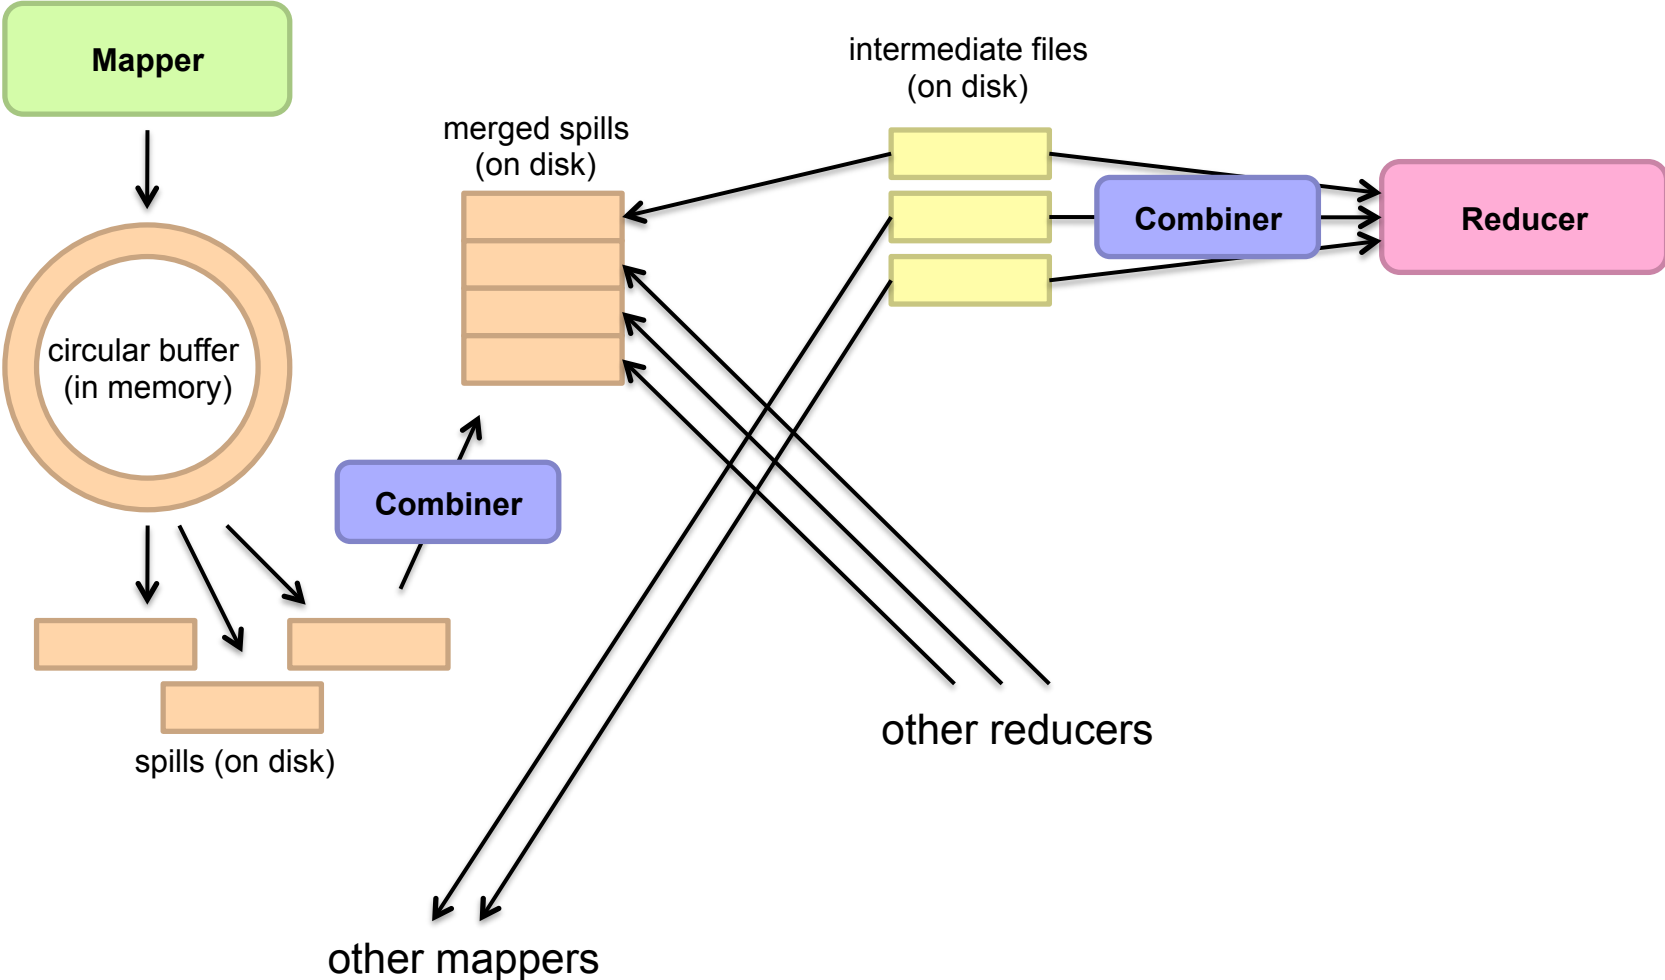 Mapper
intermediate files
(on disk)
merged spills
(on disk)
Combiner
Reducer
circular buffer
(in memory)
Combiner
other reducers
spills (on disk)
other mappers